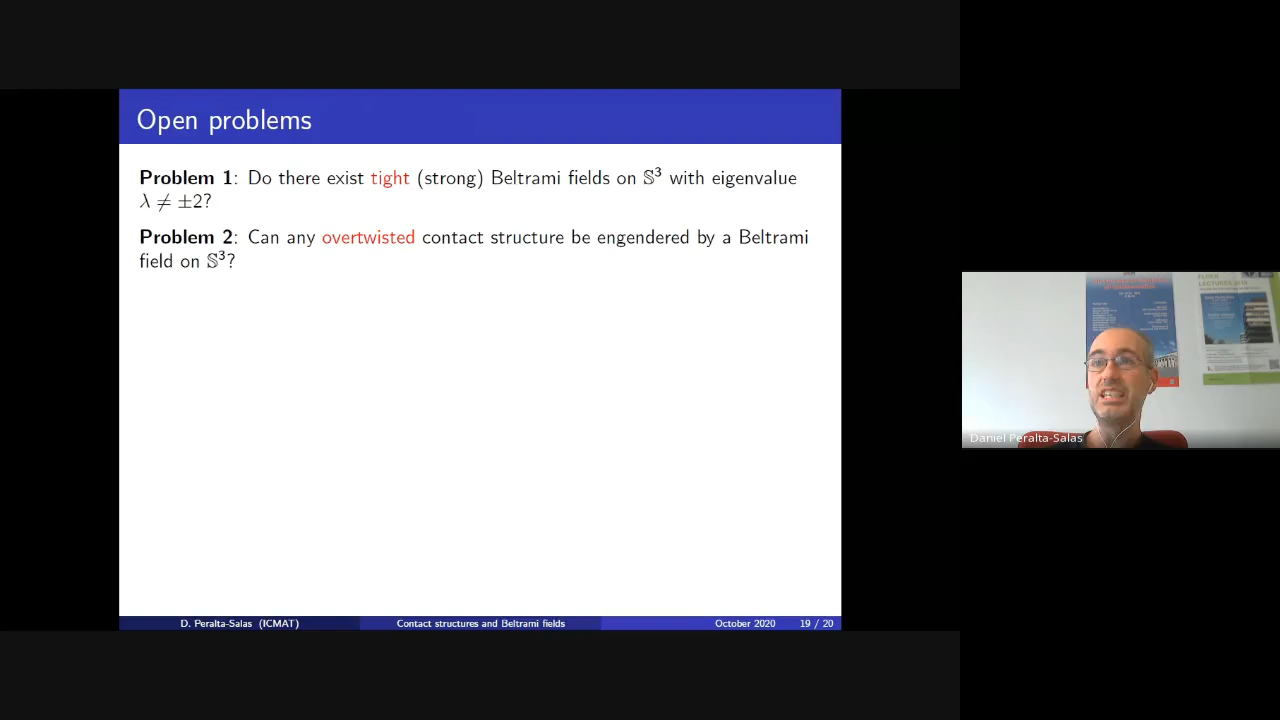 Open problems
Problem 1: Do there exist tight (strong) Beltrami fields on 𝕊³ with eigenvalue
λ ≠ ±2?
Problem 2: Can any overtwisted contact structure be engendered by a Beltrami
field on 𝕊³?
D. Peralta-Salas (ICMAT) Contact structures and Beltrami fields October 2020 19 / 20
Daniel Peralta-Salas